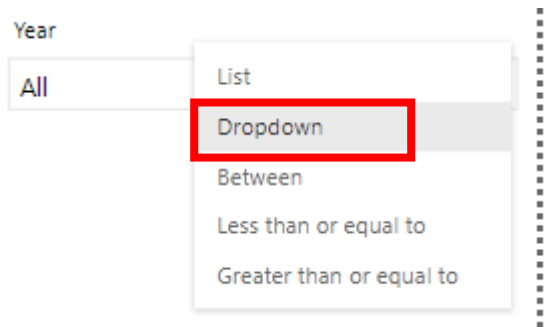 Year
All
List
Dropdown
Between
Less than or equal to
Greater than or equal to